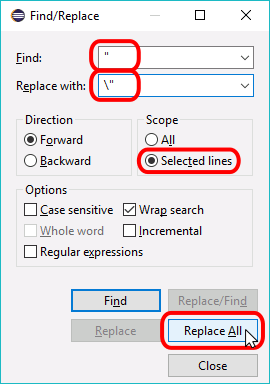 Find/Replace
Find: "
Replace with: \"
Direction
Scope
Forward
All
Backward
Selected lines
Options
Case sensitive
Wrap search
Whole word
Incremental
Regular expressions
Find
Replace/Find
Replace
Replace All
Close